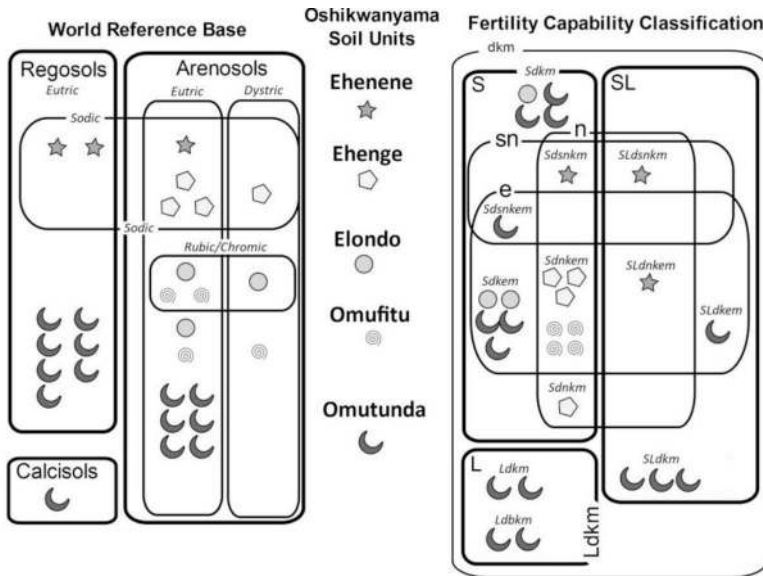 World Reference Base
Regosols
Eutric
Arenosols
Eutric
Dystric
Sodic
Sodic
Rubic/Chromic
Calcisols
Oshikwanyama
Soil Units
Ehenene
Ehenge
Elondo
Omufitu
Omutunda
Fertility Capability Classification
dkm
S
Sdkm
SL
n
sn
Sdsnkm
SLdsnkm
e
Sdsnkem
Sdkem
Sdnkem
SLdnkem
SLdkem
Sdnkm
L
Ldkm
Ldbkm
Ldkm
SLdkm